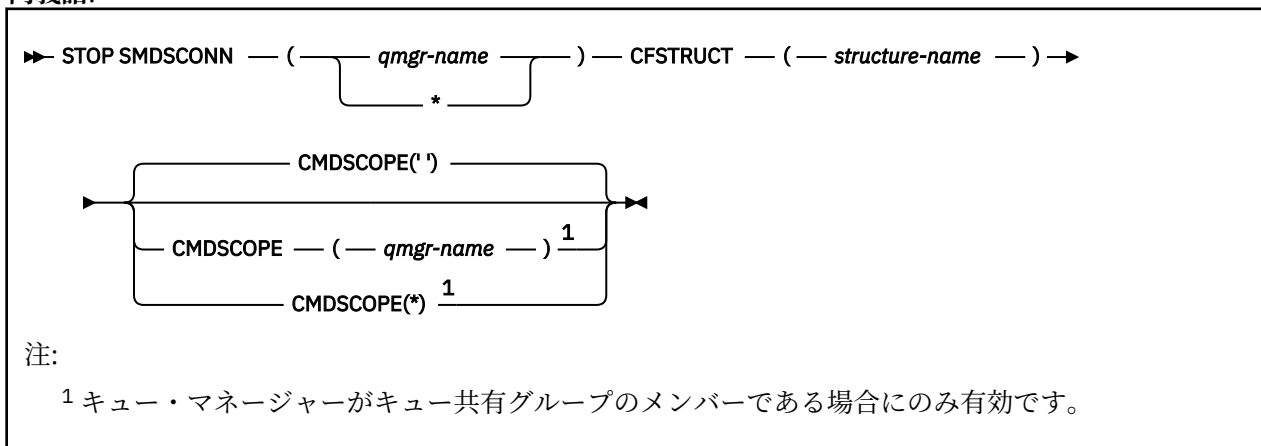 STOP SMDSCONN ( qmgr-name ) CFSTRUCT ( structure-name )
*
CMDSCOPE(' ')
CMDSCOPE ( qmgr-name ) 1
CMDSCOPE(*) 1
注:
1 キュー・マネージャーがキュー共有グループのメンバーである場合にのみ有効です。